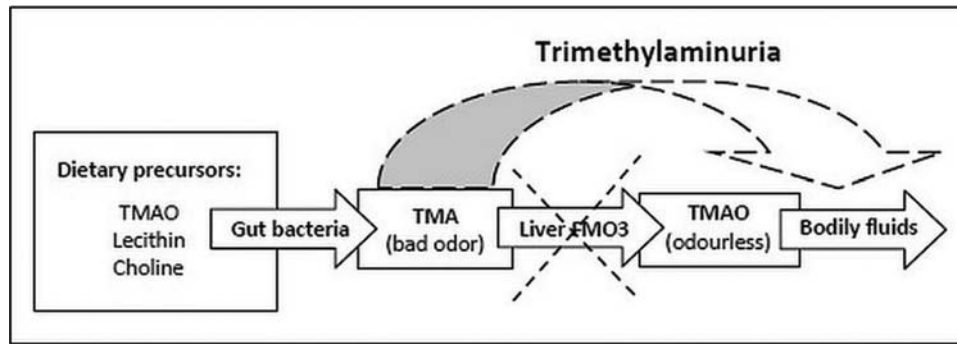 Trimethylaminuria
Dietary precursors:
TMAO
Lecithin
Choline
Gut bacteria
TMA
(bad odor)
Liver FMO3
TMAO
(odourless)
Bodily fluids